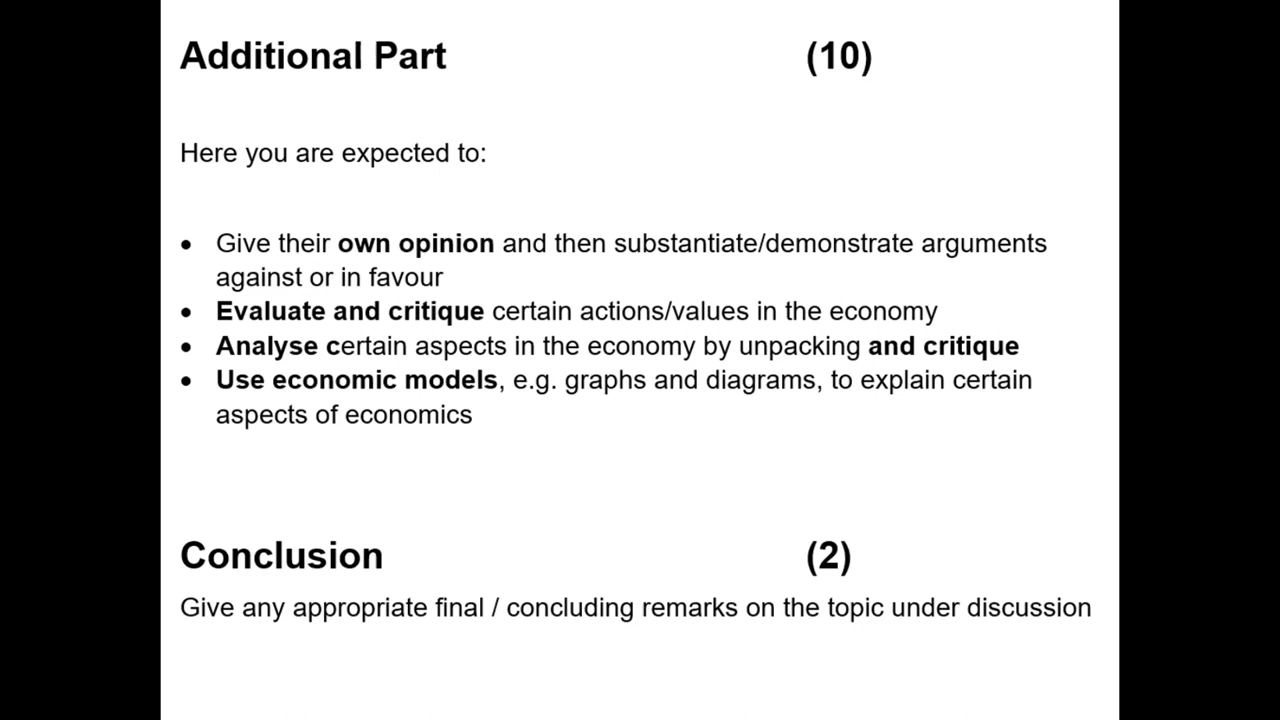 Additional Part (10)
Here you are expected to:
• Give their own opinion and then substantiate/demonstrate arguments
against or in favour
• Evaluate and critique certain actions/values in the economy
• Analyse certain aspects in the economy by unpacking and critique
• Use economic models, e.g. graphs and diagrams, to explain certain
aspects of economics
Conclusion (2)
Give any appropriate final / concluding remarks on the topic under discussion